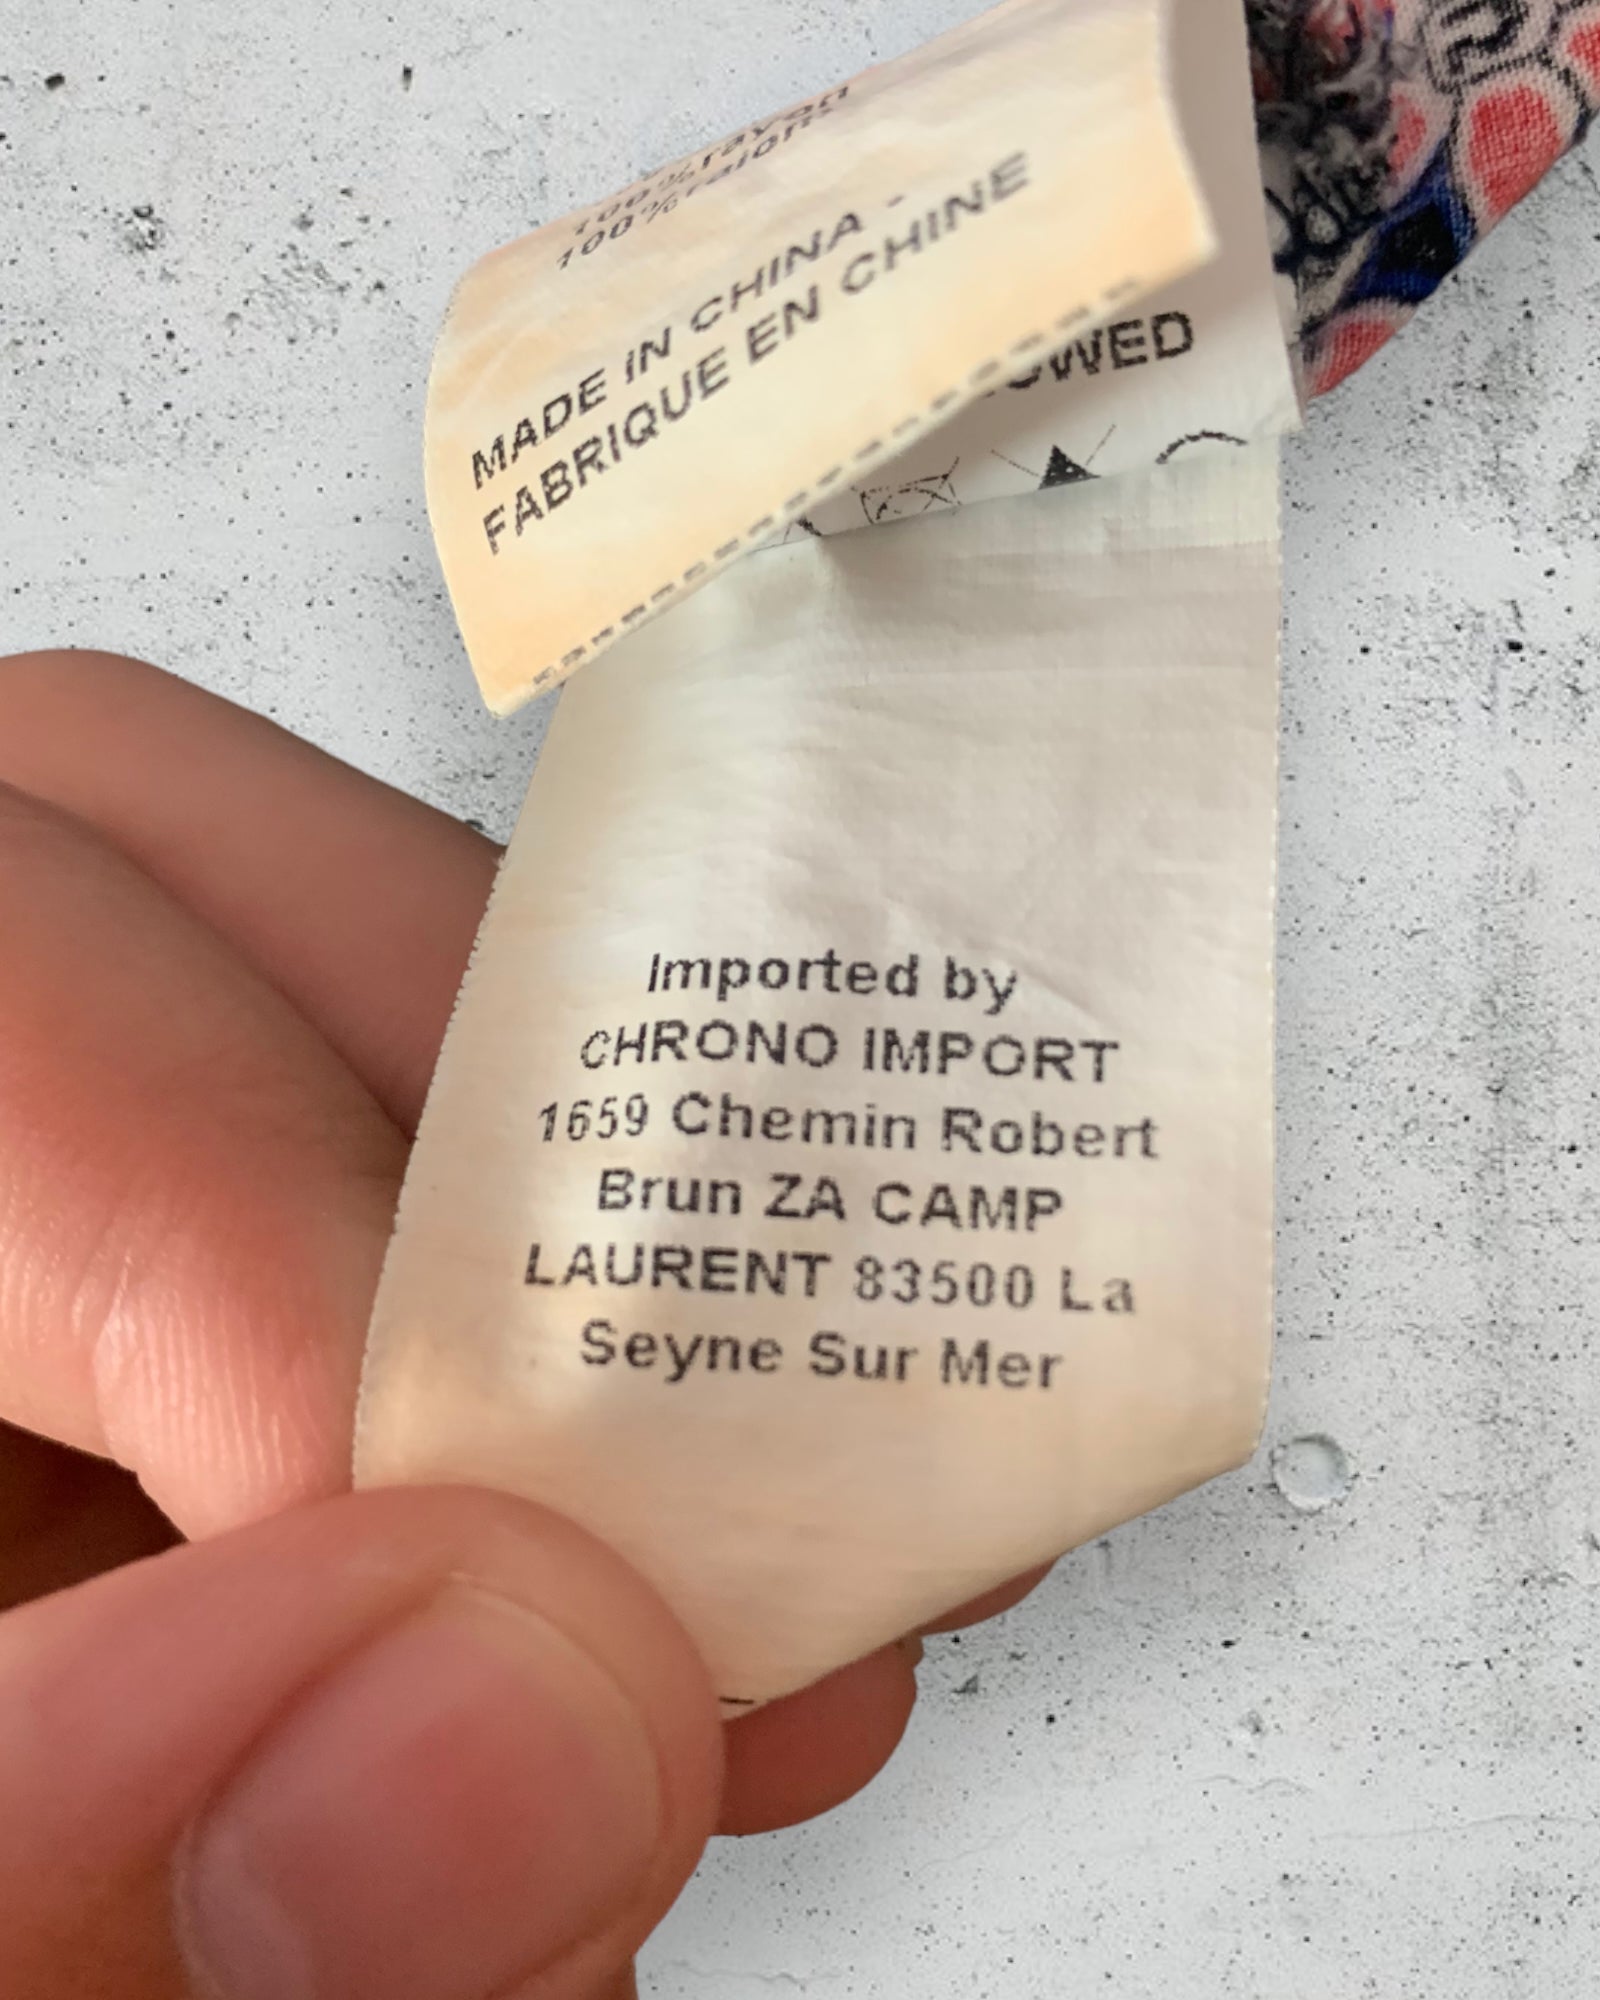 100%rayon
100%raion
MADE IN CHINA -
FABRIQUE EN CHINE
Imported by
CHRONO IMPORT
1659 Chemin Robert
Brun ZA CAMP
LAURENT 83500 La
Seyne Sur Mer